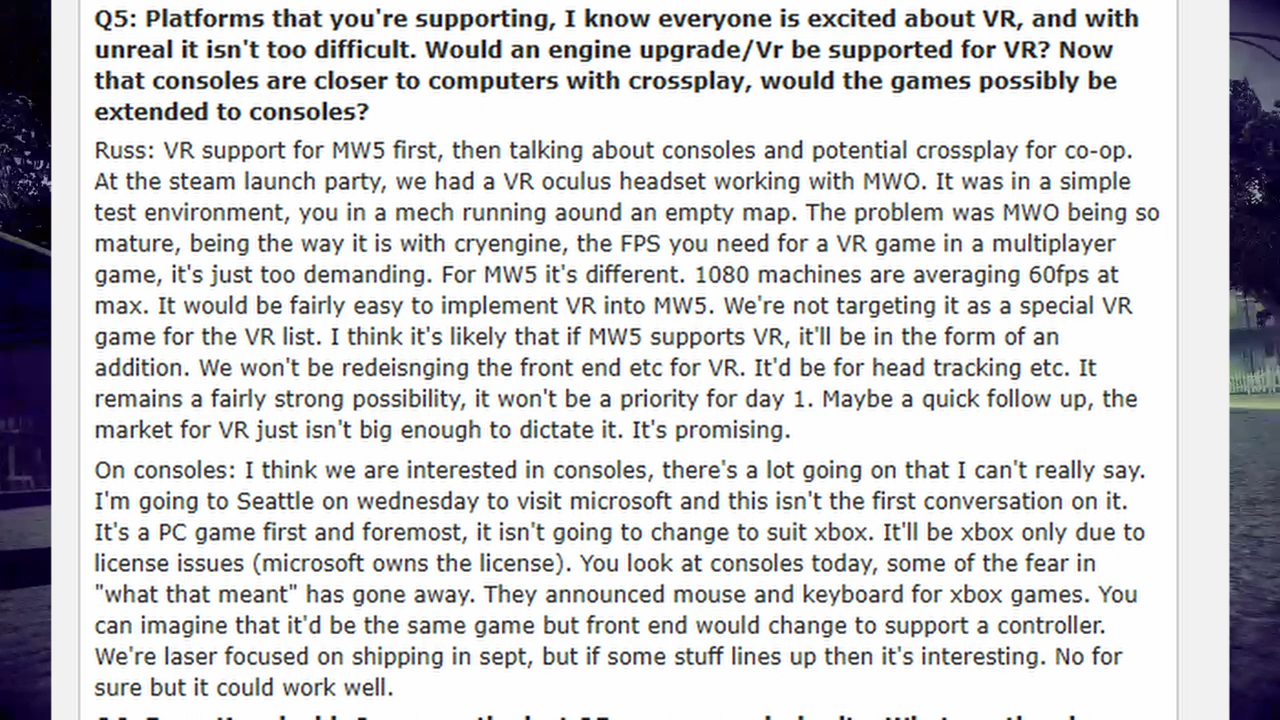 Q5: Platforms that you're supporting, I know everyone is excited about VR, and with
unreal it isn't too difficult. Would an engine upgrade/Vr be supported for VR? Now
that consoles are closer to computers with crossplay, would the games possibly be
extended to consoles?
Russ: VR support for MW5 first, then talking about consoles and potential crossplay for co-op.
At the steam launch party, we had a VR oculus headset working with MWO. It was in a simple
test environment, you in a mech running aound an empty map. The problem was MWO being so
mature, being the way it is with cryengine, the FPS you need for a VR game in a multiplayer
game, it's just too demanding. For MW5 it's different. 1080 machines are averaging 60fps at
max. It would be fairly easy to implement VR into MW5. We're not targeting it as a special VR
game for the VR list. I think it's likely that if MW5 supports VR, it'll be in the form of an
addition. We won't be redeisnging the front end etc for VR. It'd be for head tracking etc. It
remains a fairly strong possibility, it won't be a priority for day 1. Maybe a quick follow up, the
market for VR just isn't big enough to dictate it. It's promising.
On consoles: I think we are interested in consoles, there's a lot going on that I can't really say.
I'm going to Seattle on wednesday to visit microsoft and this isn't the first conversation on it.
It's a PC game first and foremost, it isn't going to change to suit xbox. It'll be xbox only due to
license issues (microsoft owns the license). You look at consoles today, some of the fear in
"what that meant" has gone away. They announced mouse and keyboard for xbox games. You
can imagine that it'd be the same game but front end would change to support a controller.
We're laser focused on shipping in sept, but if some stuff lines up then it's interesting. No for
sure but it could work well.